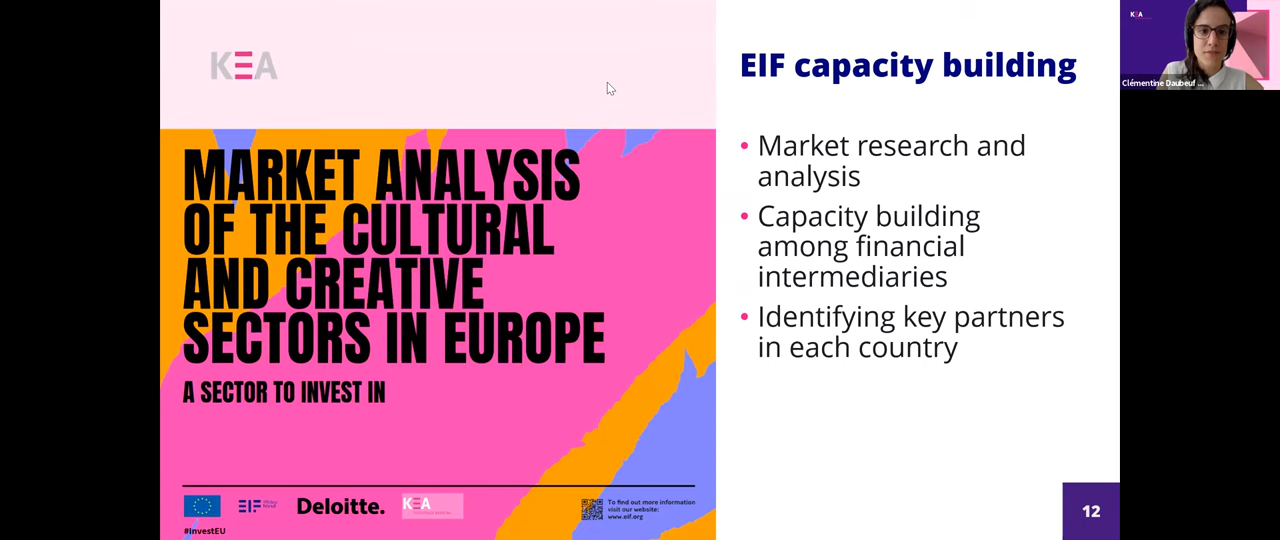 KEA
MARKET ANALYSIS
OF THE CULTURAL
AND CREATIVE
SECTORS IN EUROPE
A SECTOR TO INVEST IN
EIF
Deloitte.
KEA
To find out more information
visit our website:
www.eif.org
#InvestEU
EIF capacity building
• Market research and
analysis
• Capacity building
among financial
intermediaries
• Identifying key partners
in each country
12
KEA
Clémentine Daubeuf ...